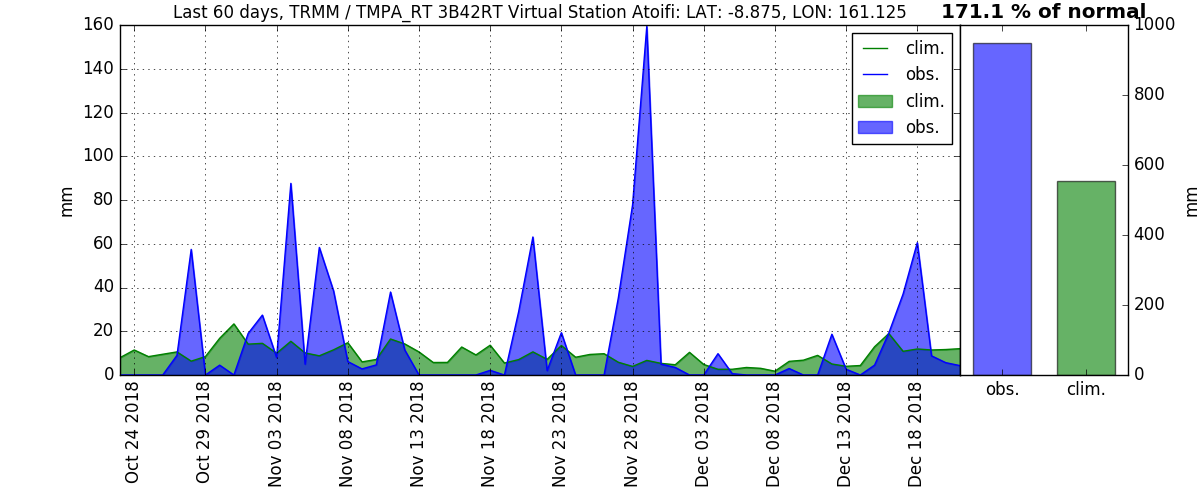 Last 60 days, TRMM / TMPA_RT 3B42RT Virtual Station Atoifi: LAT: -8.875, LON: 161.125
171.1 % of normal
160
140
120
100
80
60
40
20
0
mm
clim.
obs.
clim.
obs.
1000
800
600
400
200
0
mm
obs.
clim.
Oct 24 2018
Oct 29 2018
Nov 03 2018
Nov 08 2018
Nov 13 2018
Nov 18 2018
Nov 23 2018
Nov 28 2018
Dec 03 2018
Dec 08 2018
Dec 13 2018
Dec 18 2018